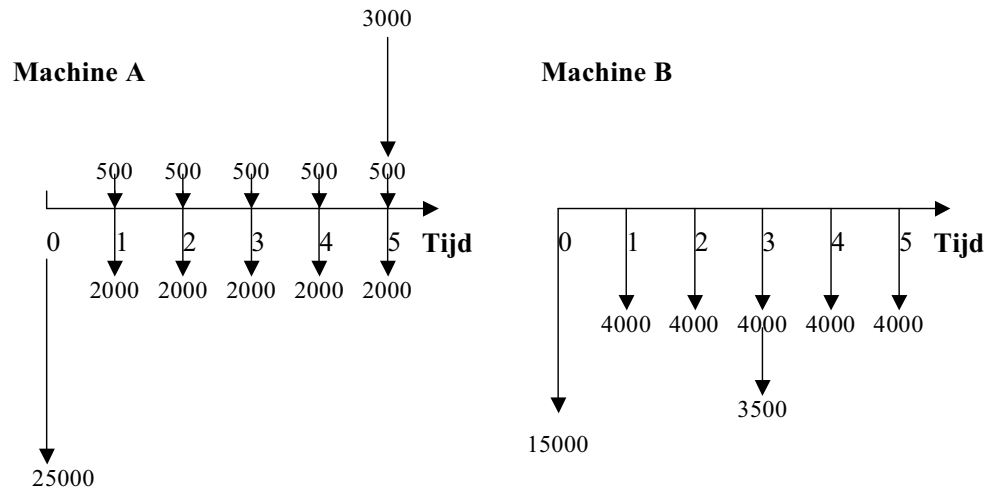 3000
Machine A
Machine B
500 500 500 500 500
0 1 2 3 4 5 Tijd
0 1 2 3 4 5 Tijd
2000 2000 2000 2000 2000
4000 4000 4000 4000 4000
3500
15000
25000